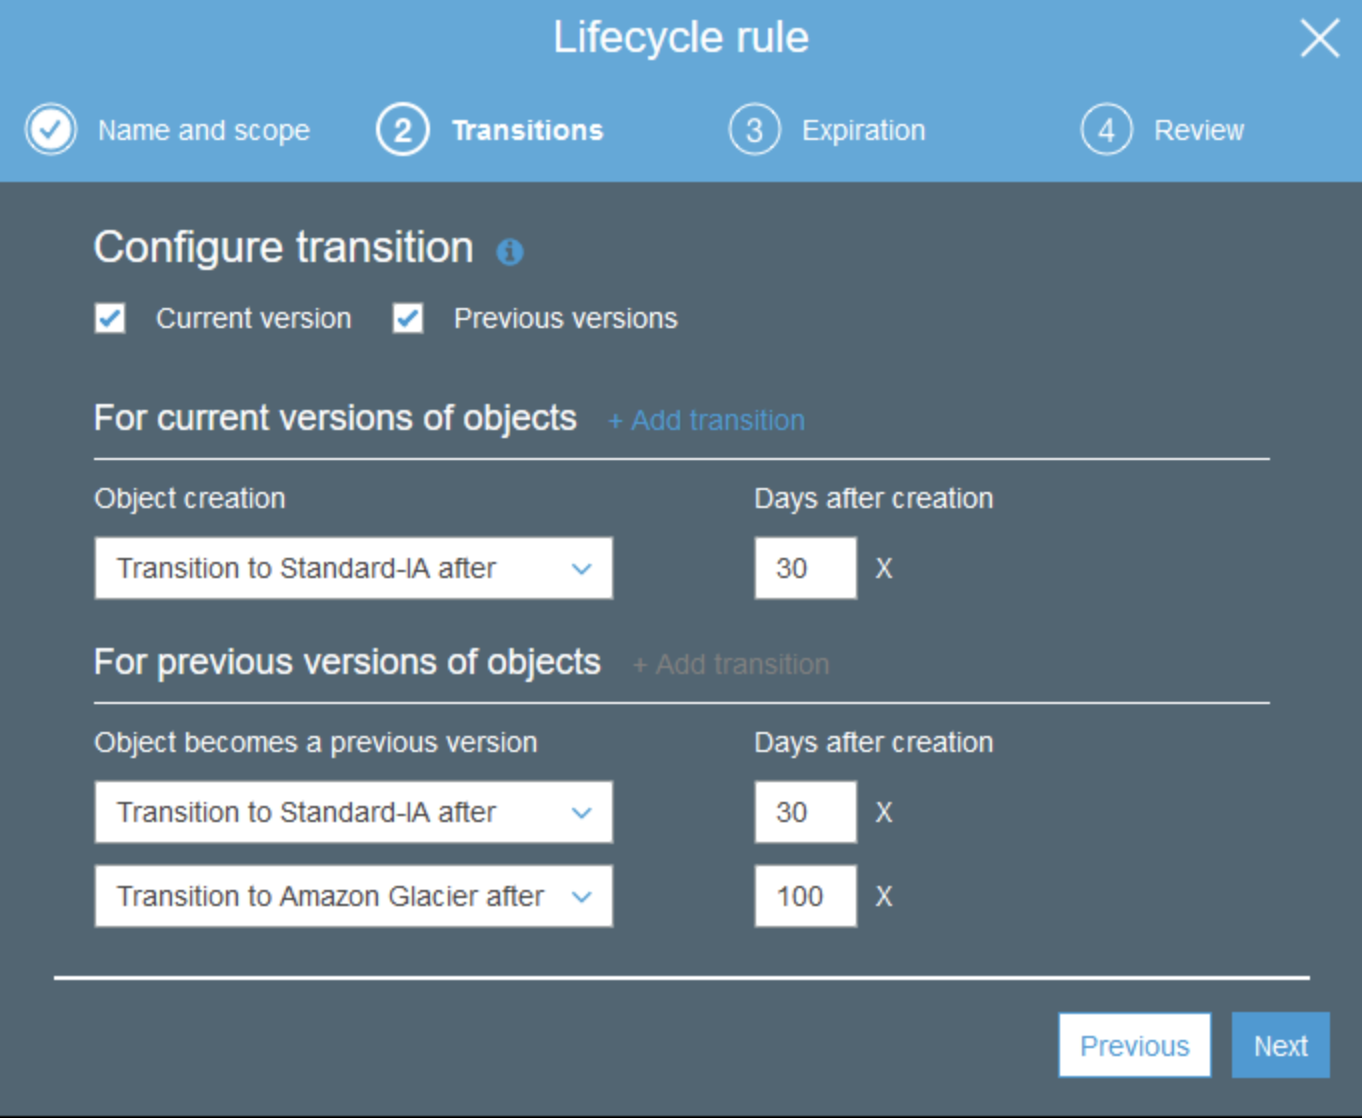 Lifecycle rule
Name and scope 2 Transitions 3 Expiration 4 Review
Configure transition
Current version Previous versions
For current versions of objects + Add transition
Object creation Days after creation
Transition to Standard-IA after 30 X
For previous versions of objects + Add transition
Object becomes a previous version Days after creation
Transition to Standard-IA after 30 X
Transition to Amazon Glacier after 100 X
Previous Next